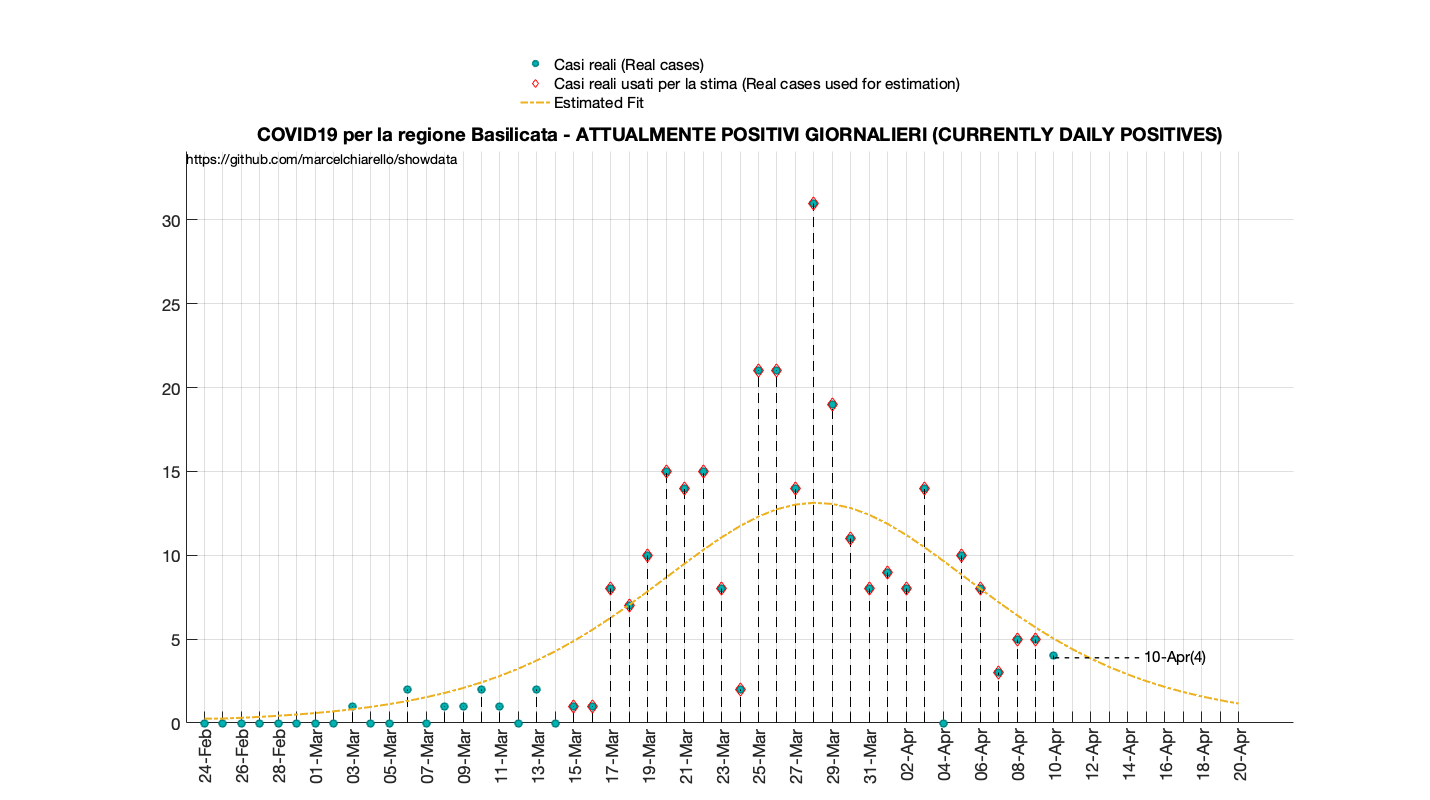 Casi reali (Real cases)
Casi reali usati per la stima (Real cases used for estimation)
Estimated Fit
COVID19 per la regione Basilicata - ATTUALMENTE POSITIVI GIORNALIERI (CURRENTLY DAILY POSITIVES)
https://github.com/marcelchiarello/showdata
30
25
20
15
10
5
0
10-Apr(4)
24-Feb
26-Feb
28-Feb
01-Mar
03-Mar
05-Mar
07-Mar
09-Mar
11-Mar
13-Mar
15-Mar
17-Mar
19-Mar
21-Mar
23-Mar
25-Mar
27-Mar
29-Mar
31-Mar
02-Apr
04-Apr
06-Apr
08-Apr
10-Apr
12-Apr
14-Apr
16-Apr
18-Apr
20-Apr